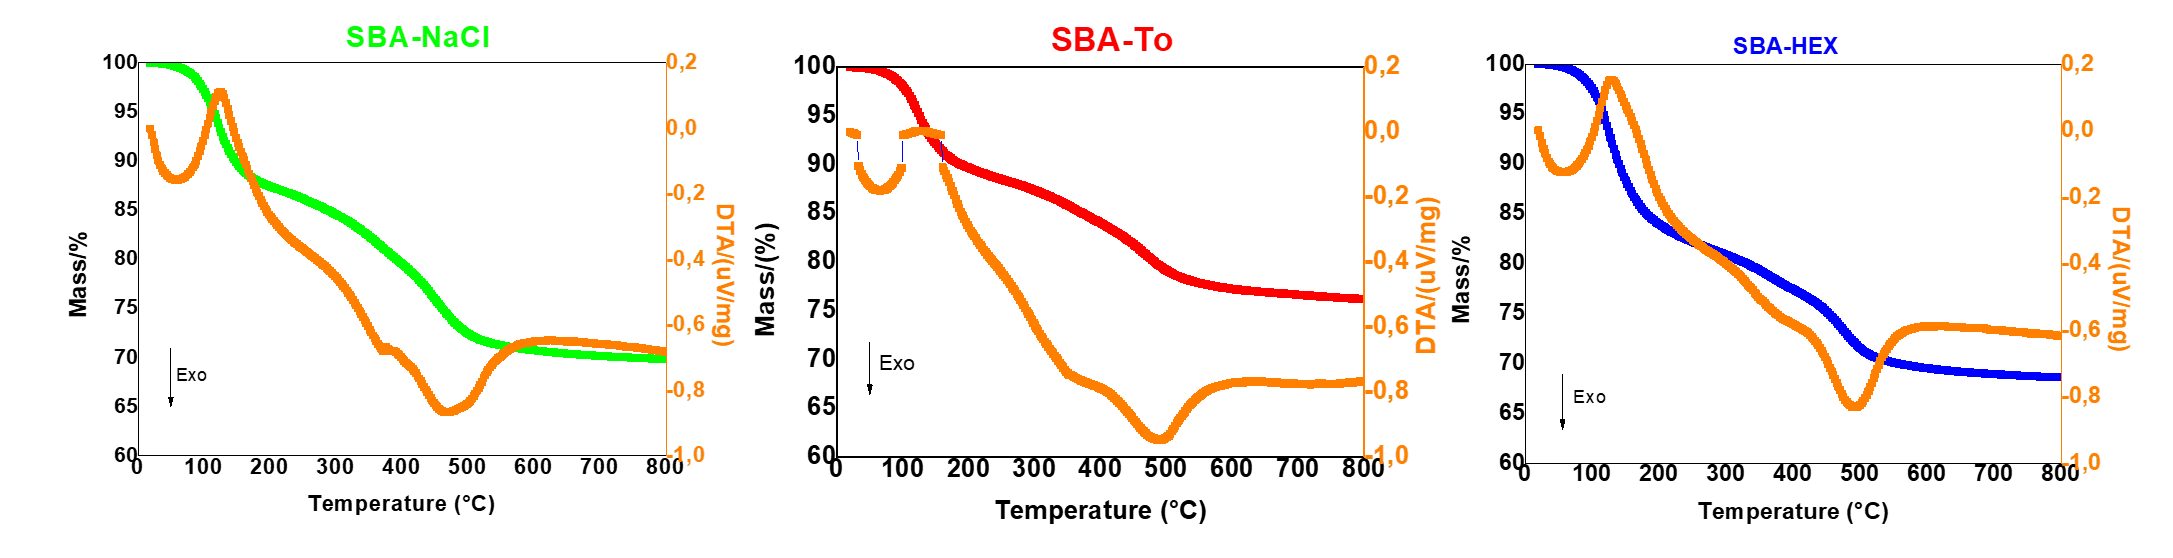 SBA-NaCl
100
95
90
85
80
75
70
65
60
Mass/%
0 100 200 300 400 500 600 700 800
Temperature (°C)
0,2
0,0
-0,2
-0,4
-0,6
-0,8
-1,0
DTA/(uV/mg)
Exo
SBA-To
100
95
90
85
80
75
70
65
60
Mass/(%)
0 100 200 300 400 500 600 700 800
Temperature (°C)
0,2
0,0
-0,2
-0,4
-0,6
-0,8
-1,0
DTA/(uV/mg)
Exo
SBA-HEX
100
95
90
85
80
75
70
65
60
Mass/%
0 100 200 300 400 500 600 700 800
Temperature (°C)
0,2
0,0
-0,2
-0,4
-0,6
-0,8
-1,0
DTA/(uV/mg)
Exo